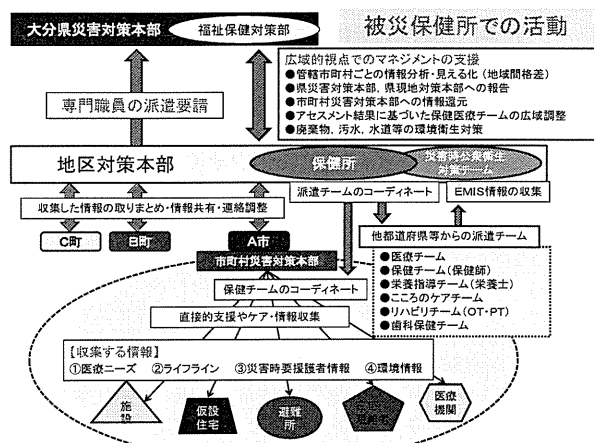 大分県災害対策本部
福祉保健対策部
被災保健所での活動
広域的視点でのマネジメントの支援
●管轄市町村ごとの情報分析・見える化（地域間格差）
●県災害対策本部，県現地対策本部への報告
●市町村災害対策本部への情報還元
●アセスメント結果に基づいた保健医療チームの広域調整
●廃棄物，汚水，水道等の環境衛生対策
専門職員の派遣要請
地区対策本部
保健所
災害時公衆衛生
対策チーム
派遣チームのコーディネート
EMIS情報の収集
収集した情報の取りまとめ・情報共有・連絡調整
C町
B町
A市
市町村災害対策本部
他都道府県等からの派遣チーム
●医療チーム
●保健チーム（保健師）
●栄養指導チーム（栄養士）
●こころのケアチーム
●リハビリチーム（OT・PT）
●歯科保健チーム
保健チームのコーディネート
直接的支援やケア・情報収集
【収集する情報】
①医療ニーズ　②ライフライン　③災害時要援護者情報　④環境情報
施設
仮設
住宅
避難
所
医療
機関